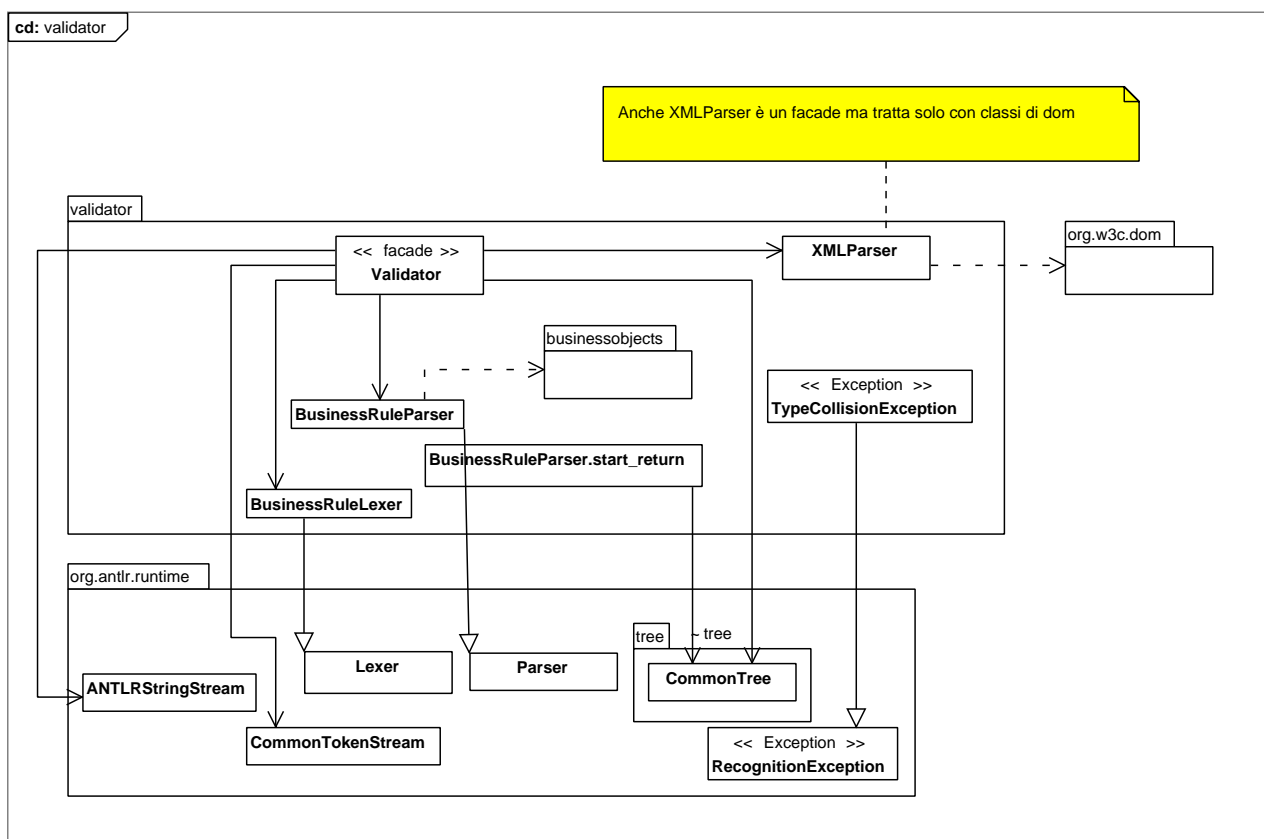 cd: validator
Anche XMLParser è un facade ma tratta solo con classi di dom
validator
<< facade >>
Validator
XMLParser
org.w3c.dom
businessobjects
<< Exception >>
TypeCollisionException
BusinessRuleParser
BusinessRuleParser.start_return
BusinessRuleLexer
org.antlr.runtime
tree
~ tree
Lexer
Parser
CommonTree
ANTLRStringStream
CommonTokenStream
<< Exception >>
RecognitionException